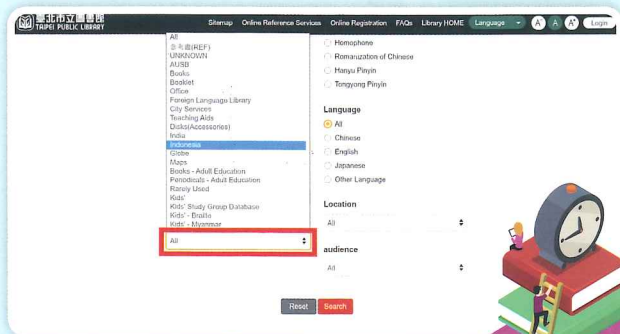 臺北市立圖書館
TAIPEI PUBLIC LIBRARY
Sitemap Online Reference Services Online Registration FAQs Library HOME Language A- A A+ Login
All
參考書(REF)
UNKNOWN
AUSB
Books
Booklet
Office
Foreign Language Library
City Services
Teaching Aids
Disks(Accessories)
India
Indonesia
Globe
Maps
Books - Adult Education
Periodicals - Adult Education
Rarely Used
Kids'
Kids' Study Group Database
Kids' - Braille
Kids' - Myanmar
All
Homophone
Romanization of Chinese
Hanyu Pinyin
Tongyong Pinyin
Language
All
Chinese
English
Japanese
Other Language
Location
All
audience
All
Reset Search